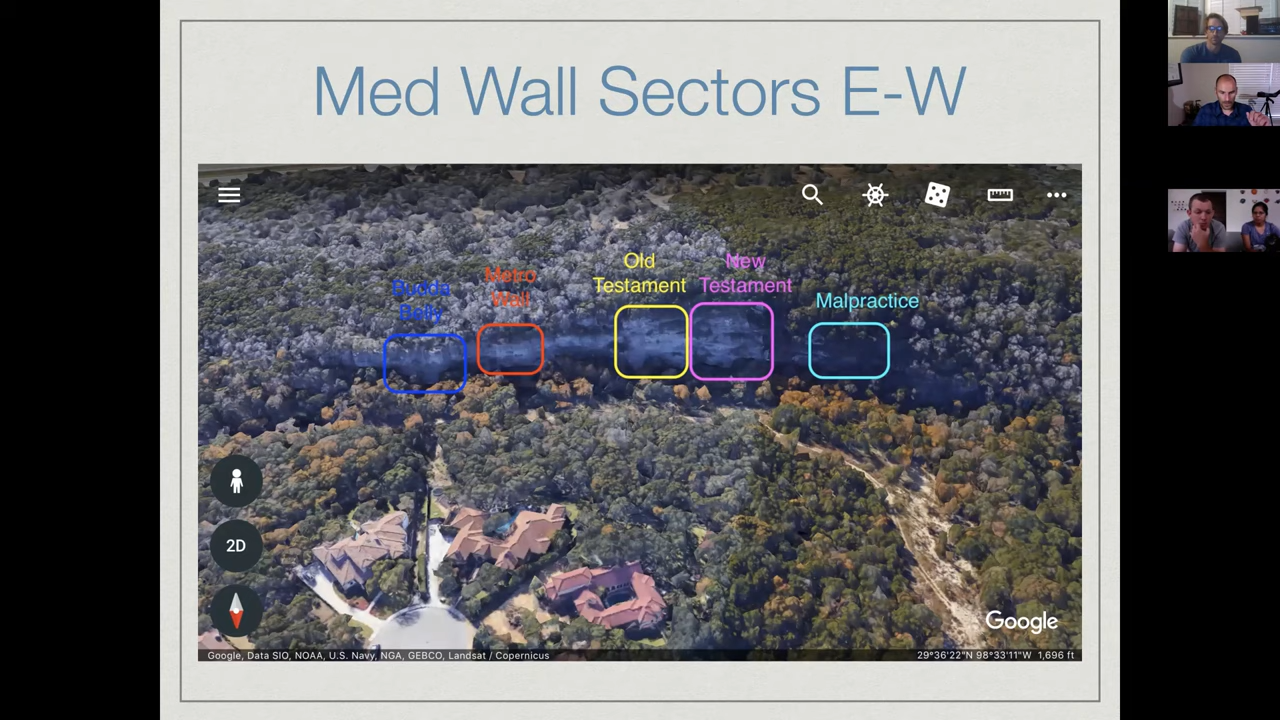 Med Wall Sectors E-W
Budda
Belly
Metro
Wall
Old
Testament
New
Testament
Malpractice
2D
Google
Google, Data SIO, NOAA, U.S. Navy, NGA, GEBCO, Landsat / Copernicus
29°36'22"N 98°33'11"W 1,696 ft